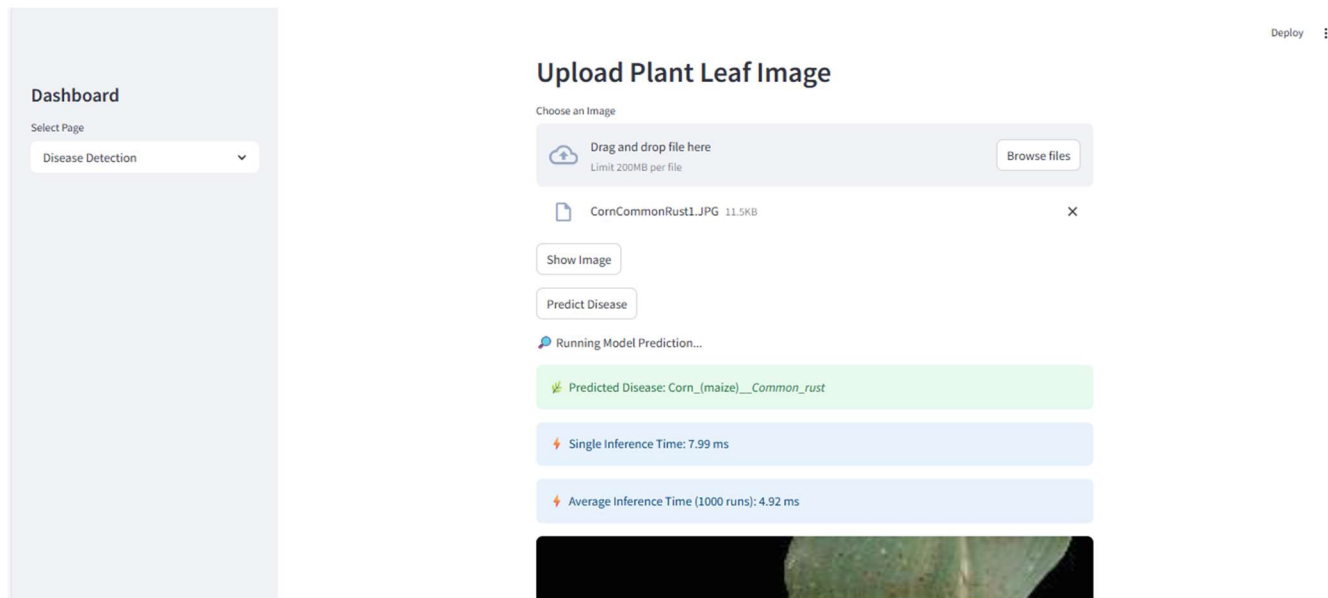 Deploy
Dashboard
Select Page
Disease Detection
Upload Plant Leaf Image
Choose an Image
Drag and drop file here
Limit 200MB per file
Browse files
CornCommonRust1.JPG 11.5KB
Show Image
Predict Disease
Running Model Prediction...
Predicted Disease: Corn_(maize)__Common_rust
Single Inference Time: 7.99 ms
Average Inference Time (1000 runs): 4.92 ms